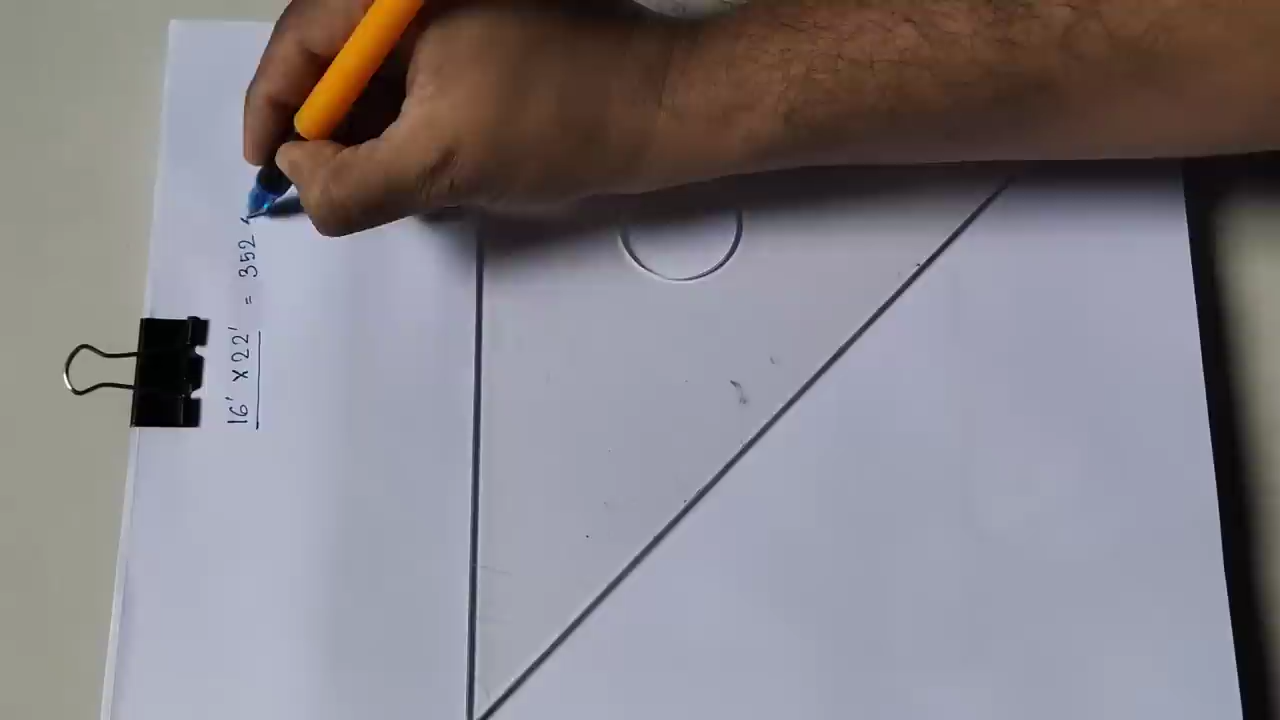 16' X 22' = 352